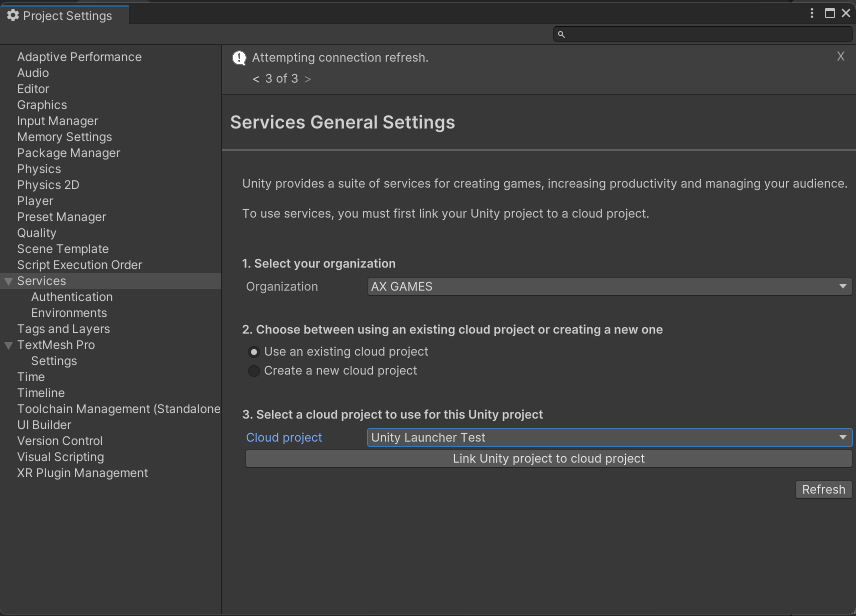 Project Settings
Adaptive Performance
Audio
Editor
Graphics
Input Manager
Memory Settings
Package Manager
Physics
Physics 2D
Player
Preset Manager
Quality
Scene Template
Script Execution Order
Services
Authentication
Environments
Tags and Layers
TextMesh Pro
Settings
Time
Timeline
Toolchain Management (Standalone
UI Builder
Version Control
Visual Scripting
XR Plugin Management
Attempting connection refresh.
X
< 3 of 3 >
Services General Settings
Unity provides a suite of services for creating games, increasing productivity and managing your audience.
To use services, you must first link your Unity project to a cloud project.
1. Select your organization
Organization AX GAMES
2. Choose between using an existing cloud project or creating a new one
Use an existing cloud project
Create a new cloud project
3. Select a cloud project to use for this Unity project
Cloud project Unity Launcher Test
Link Unity project to cloud project
Refresh